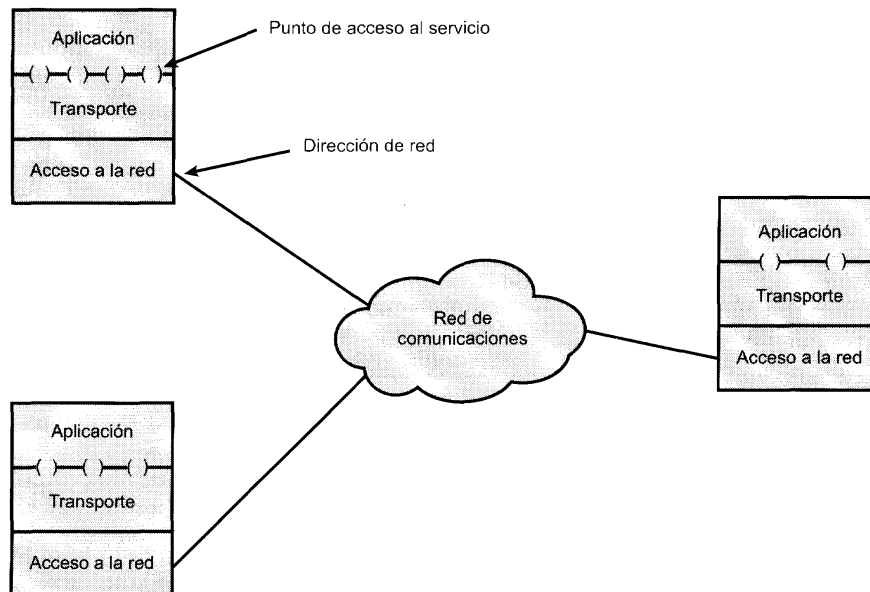 Aplicación
Punto de acceso al servicio
Transporte
Dirección de red
Acceso a la red
Aplicación
Transporte
Acceso a la red
Red de
comunicaciones
Aplicación
Transporte
Acceso a la red